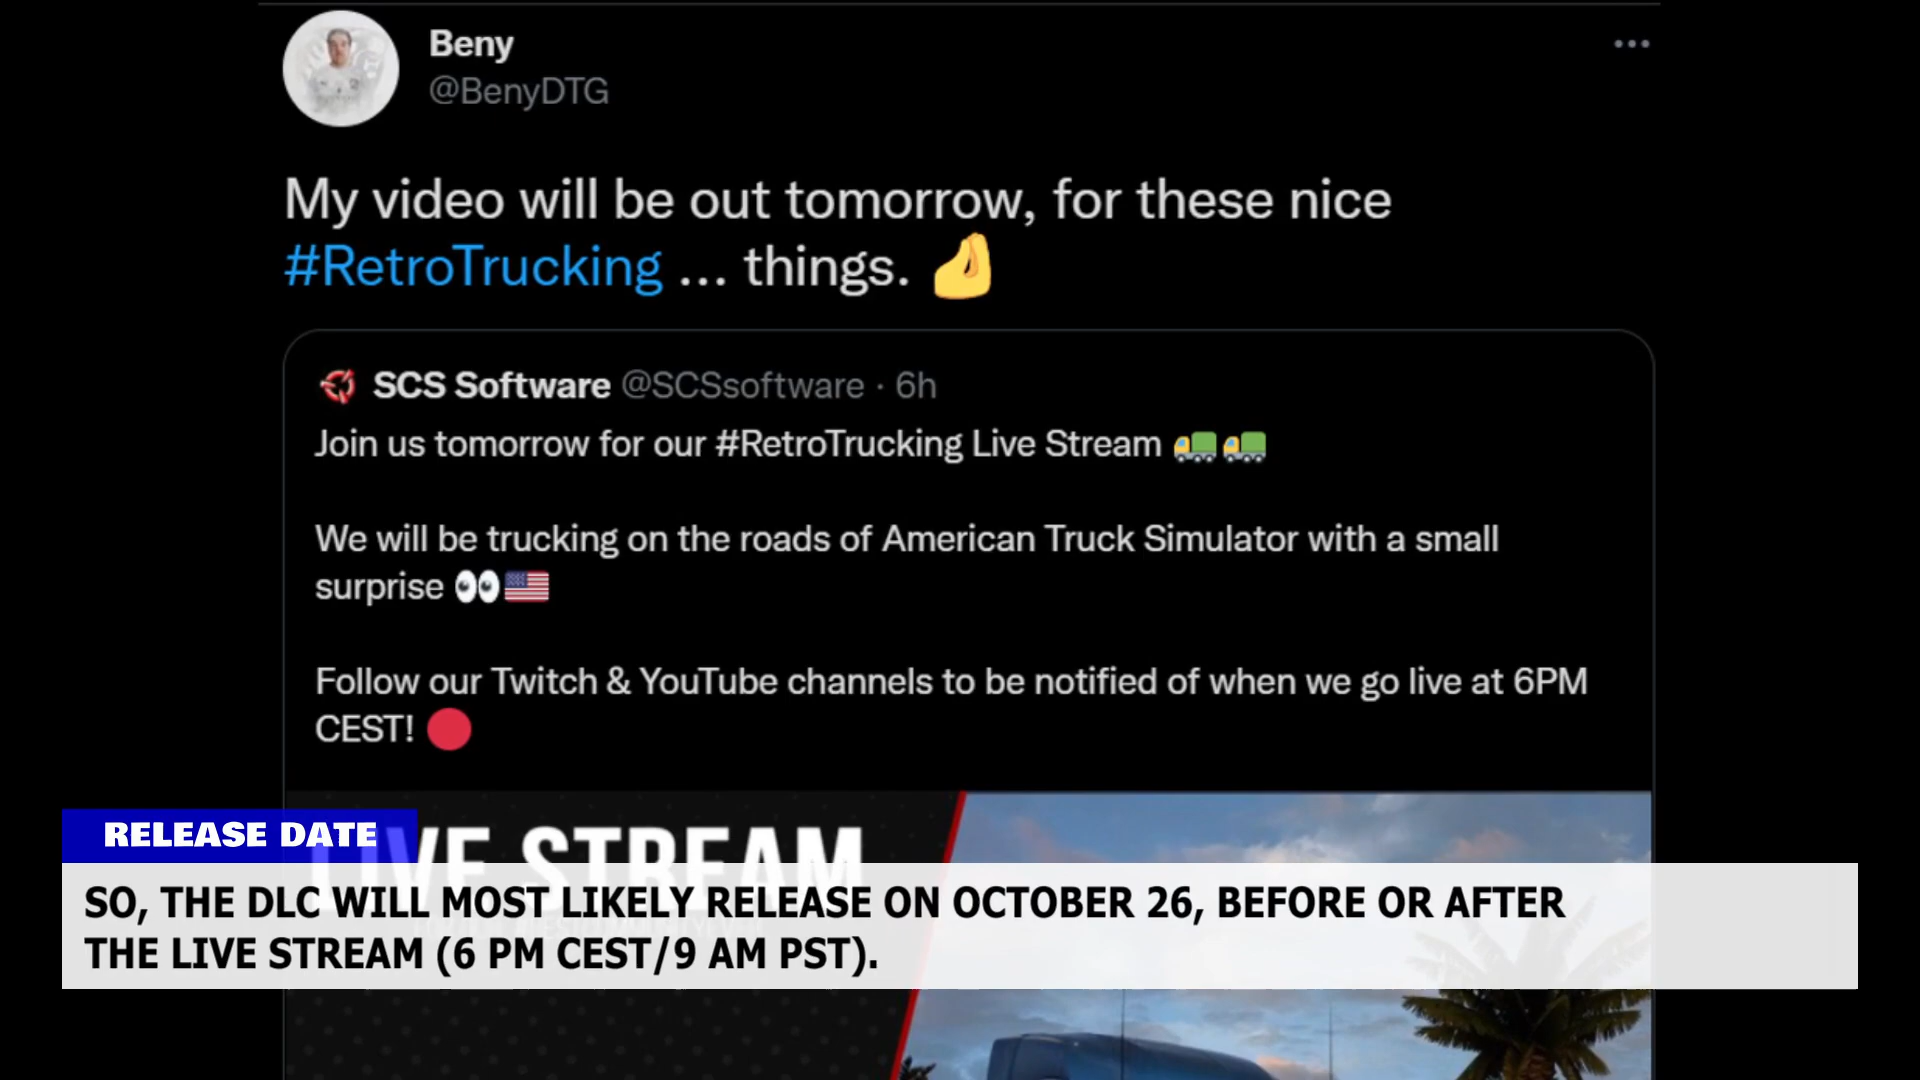 Beny
@BenyDTG
My video will be out tomorrow, for these nice
#RetroTrucking ... things.
SCS Software @SCSsoftware · 6h
Join us tomorrow for our #RetroTrucking Live Stream
We will be trucking on the roads of American Truck Simulator with a small
surprise
Follow our Twitch & YouTube channels to be notified of when we go live at 6PM
CEST!
LIVE STREAM
RELEASE DATE
SO, THE DLC WILL MOST LIKELY RELEASE ON OCTOBER 26, BEFORE OR AFTER
THE LIVE STREAM (6 PM CEST/9 AM PST).